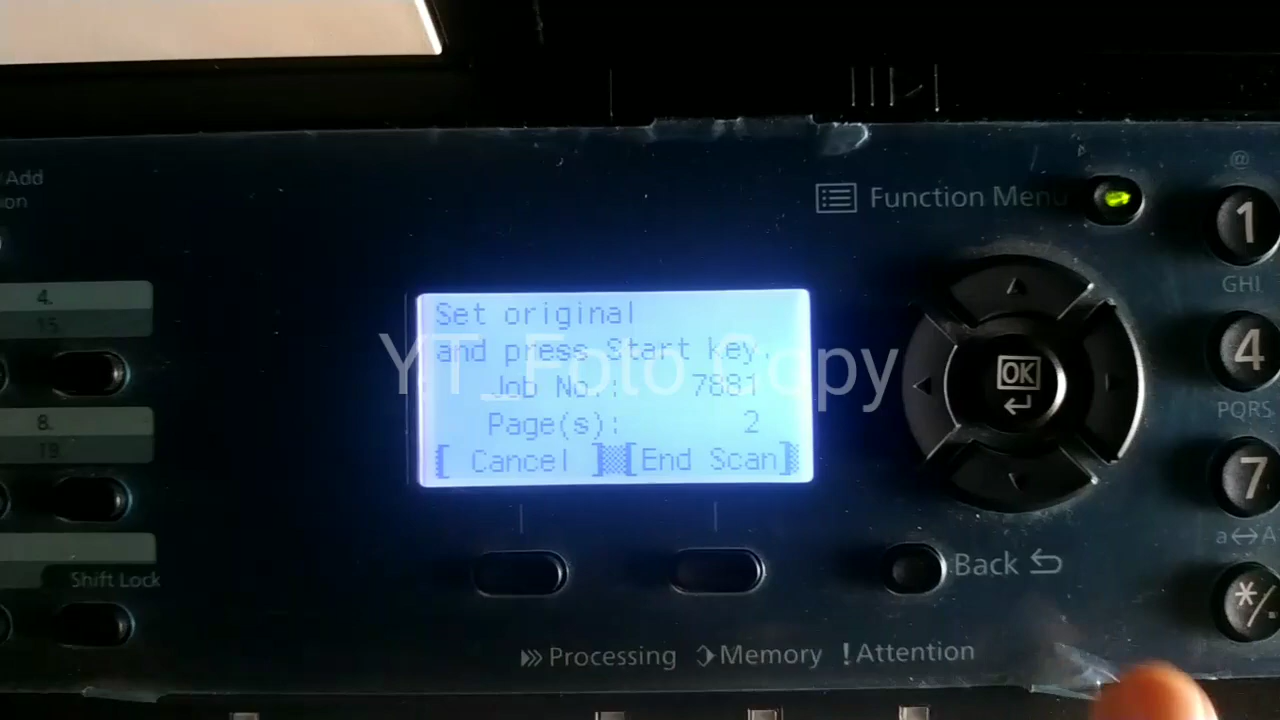 Add
ion
4.
15.
8.
19.
Shift Lock
Function Menu
Set original
and press Start key.
Job No.: 7881
Page(s): 2
[ Cancel ] [End Scan]
YT_Foto Copy
OK
Back
Processing Memory !Attention
@
1
GHI
4
PQRS
7
a↔A
*/.